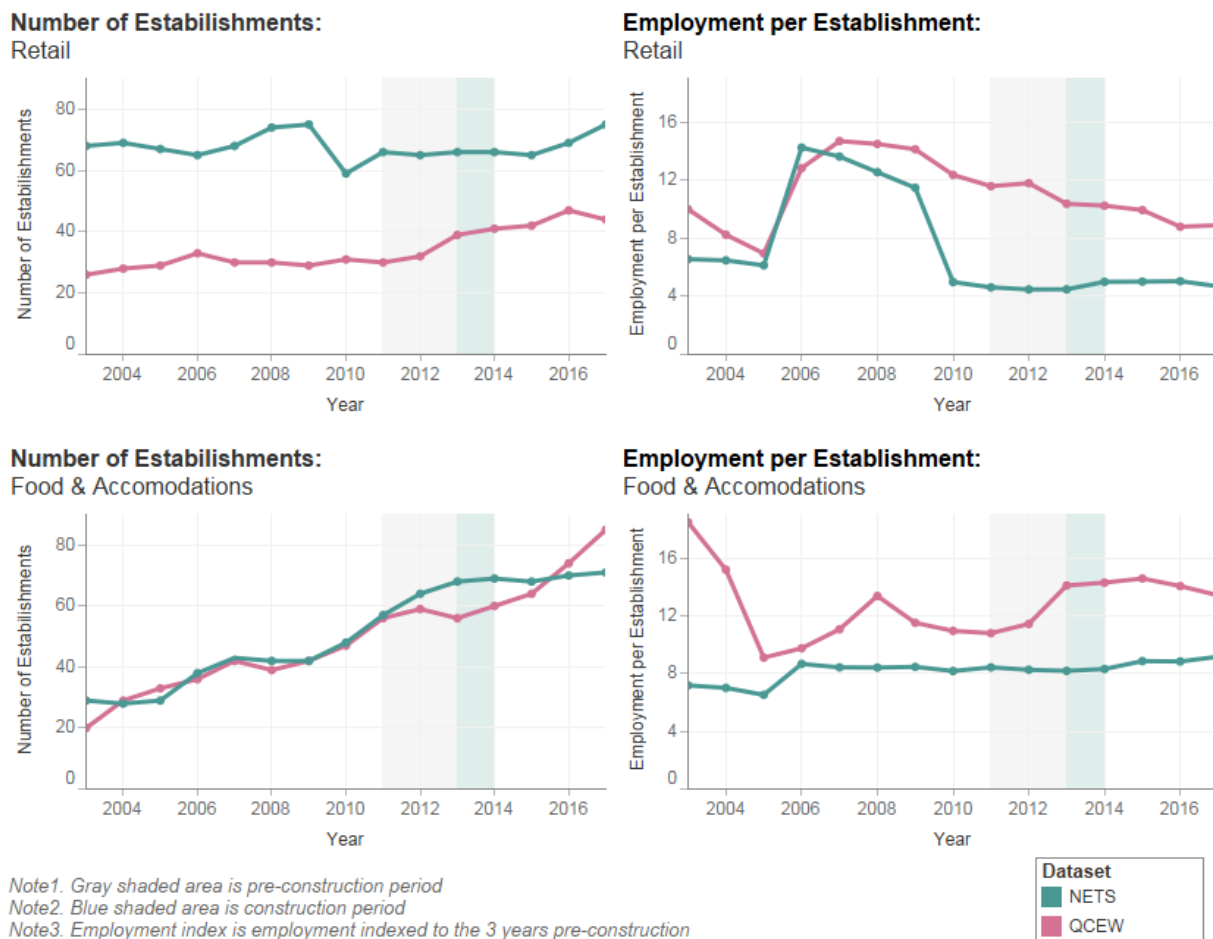 Number of Estabilishments:
Retail
Number of Establishments
80
60
40
20
0
2004 2006 2008 2010 2012 2014 2016
Year
Employment per Establishment:
Retail
Employment per Establishment
16
12
8
4
0
2004 2006 2008 2010 2012 2014 2016
Year
Number of Estabilishments:
Food & Accomodations
Number of Establishments
80
60
40
20
0
2004 2006 2008 2010 2012 2014 2016
Year
Employment per Establishment:
Food & Accomodations
Employment per Establishment
16
12
8
4
0
2004 2006 2008 2010 2012 2014 2016
Year
Note1. Gray shaded area is pre-construction period
Note2. Blue shaded area is construction period
Note3. Employment index is employment indexed to the 3 years pre-construction
Dataset
NETS
QCEW